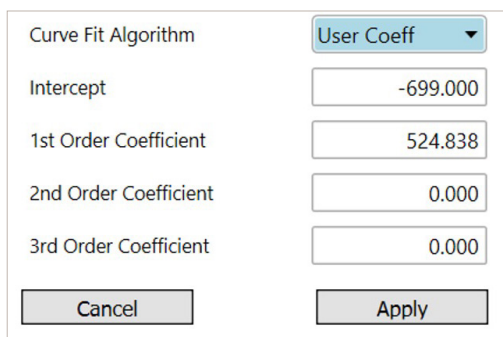 Curve Fit Algorithm User Coeff
Intercept -699.000
1st Order Coefficient 524.838
2nd Order Coefficient 0.000
3rd Order Coefficient 0.000
Cancel Apply